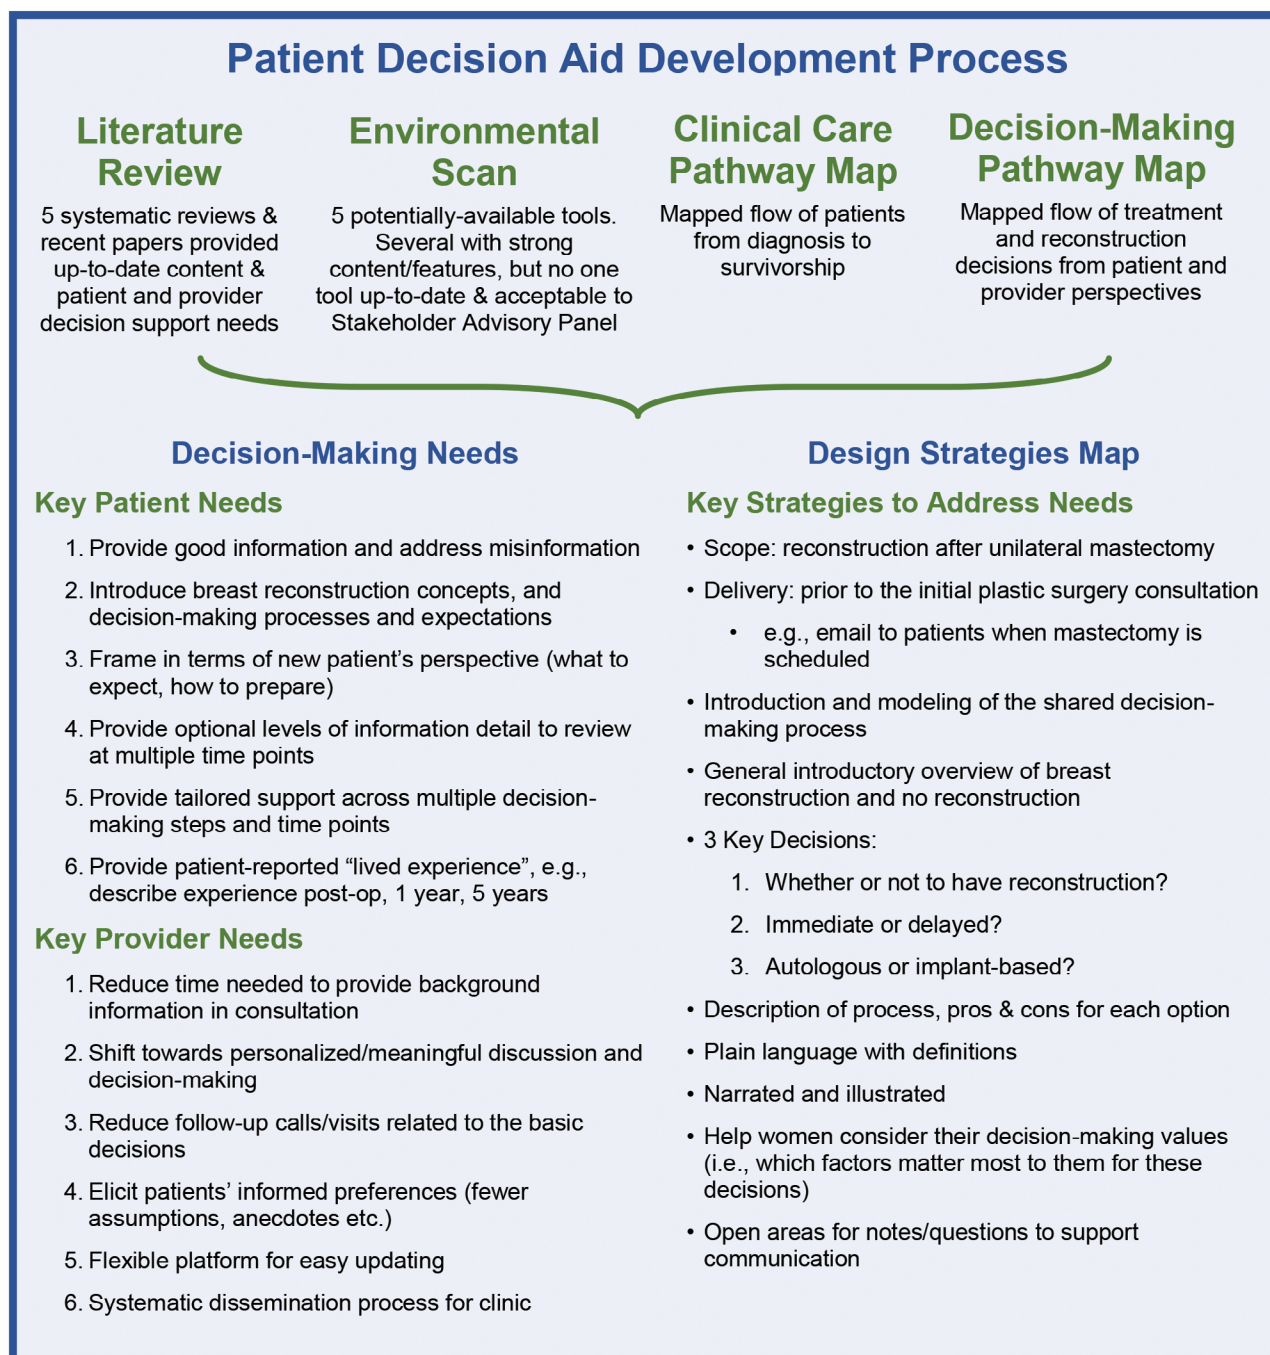 Patient Decision Aid Development Process
Literature
Review
5 systematic reviews &
recent papers provided
up-to-date content &
patient and provider
decision support needs
Environmental
Scan
5 potentially-available tools.
Several with strong
content/features, but no one
tool up-to-date & acceptable to
Stakeholder Advisory Panel
Clinical Care
Pathway Map
Mapped flow of patients
from diagnosis to
survivorship
Decision-Making
Pathway Map
Mapped flow of treatment
and reconstruction
decisions from patient and
provider perspectives
Decision-Making Needs
Key Patient Needs
1. Provide good information and address misinformation
2. Introduce breast reconstruction concepts, and
decision-making processes and expectations
3. Frame in terms of new patient’s perspective (what to
expect, how to prepare)
4. Provide optional levels of information detail to review
at multiple time points
5. Provide tailored support across multiple decision-
making steps and time points
6. Provide patient-reported “lived experience”, e.g.,
describe experience post-op, 1 year, 5 years
Key Provider Needs
1. Reduce time needed to provide background
information in consultation
2. Shift towards personalized/meaningful discussion and
decision-making
3. Reduce follow-up calls/visits related to the basic
decisions
4. Elicit patients’ informed preferences (fewer
assumptions, anecdotes etc.)
5. Flexible platform for easy updating
6. Systematic dissemination process for clinic
Design Strategies Map
Key Strategies to Address Needs
• Scope: reconstruction after unilateral mastectomy
• Delivery: prior to the initial plastic surgery consultation
• e.g., email to patients when mastectomy is
scheduled
• Introduction and modeling of the shared decision-
making process
• General introductory overview of breast
reconstruction and no reconstruction
• 3 Key Decisions:
1. Whether or not to have reconstruction?
2. Immediate or delayed?
3. Autologous or implant-based?
• Description of process, pros & cons for each option
• Plain language with definitions
• Narrated and illustrated
• Help women consider their decision-making values
(i.e., which factors matter most to them for these
decisions)
• Open areas for notes/questions to support
communication